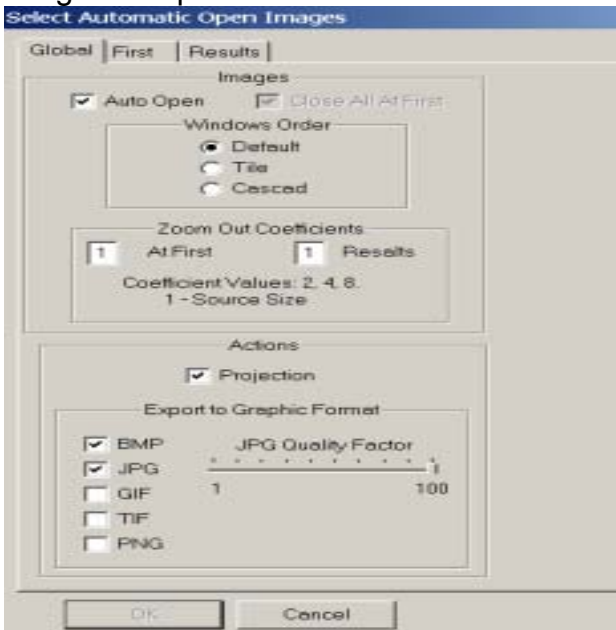 Select Automatic Open Images
Global First Results
Images
Auto Open Close All At First
Windows Order
Default
Tile
Cascad
Zoom Out Coefficients
1 At First 1 Resalts
Coefficient Values: 2, 4, 8.
1 - Source Size
Actions
Projection
Export to Graphic Format
BMP JPG Quality Factor
JPG
GIF 1 100
TIF
PNG
OK Cancel